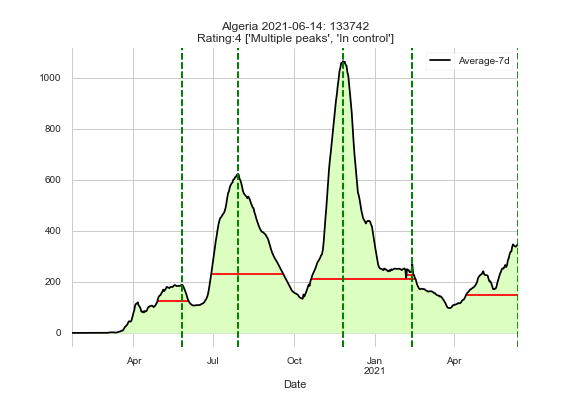 Algeria 2021-06-14: 133742
Rating:4 ['Multiple peaks', 'In control']
Average-7d
1000
800
600
400
200
0
Apr
Jul
Oct
Jan
2021
Apr
Date